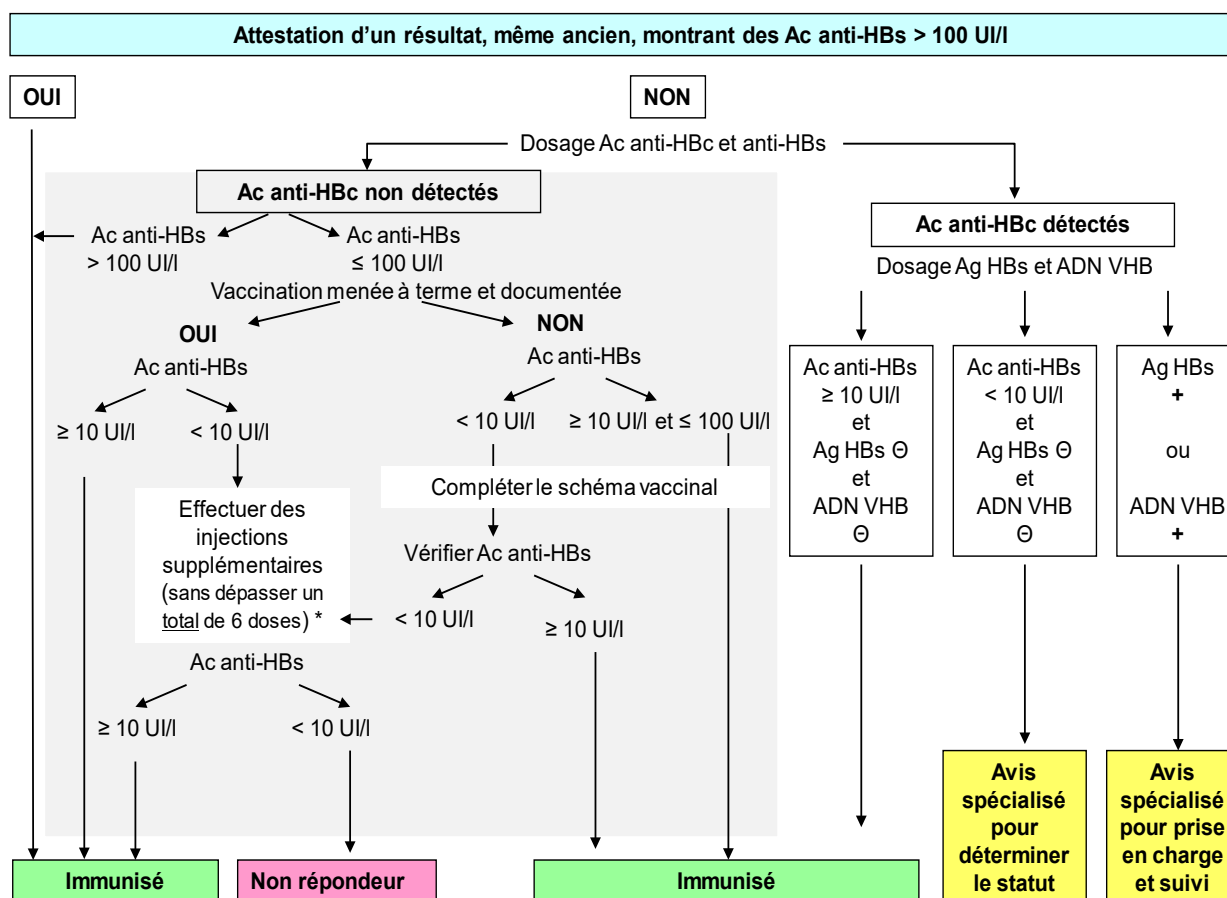 Attestation d'un résultat, même ancien, montrant des Ac anti-HBs > 100 UI/l
OUI
NON
Dosage Ac anti-HBc et anti-HBs
Ac anti-HBc non détectés
Ac anti-HBs
> 100 UI/l
Ac anti-HBs
≤ 100 UI/l
Vaccination menée à terme et documentée
OUI
Ac anti-HBs
≥ 10 UI/l
< 10 UI/l
Effectuer des
injections
supplémentaires
(sans dépasser un
total de 6 doses) *
Ac anti-HBs
≥ 10 UI/l
< 10 UI/l
NON
Ac anti-HBs
< 10 UI/l
≥ 10 UI/l et ≤ 100 UI/l
Compléter le schéma vaccinal
Vérifier Ac anti-HBs
< 10 UI/l
≥ 10 UI/l
Ac anti-HBc détectés
Dosage Ag HBs et ADN VHB
Ac anti-HBs
≥ 10 UI/l
et
Ag HBs Θ
et
ADN VHB
Θ
Ac anti-HBs
< 10 UI/l
et
Ag HBs Θ
et
ADN VHB
Θ
Ag HBs
+
ou
ADN VHB
+
Immunisé
Non répondeur
Immunisé
Avis
spécialisé
pour
déterminer
le statut
Avis
spécialisé
pour prise
en charge
et suivi